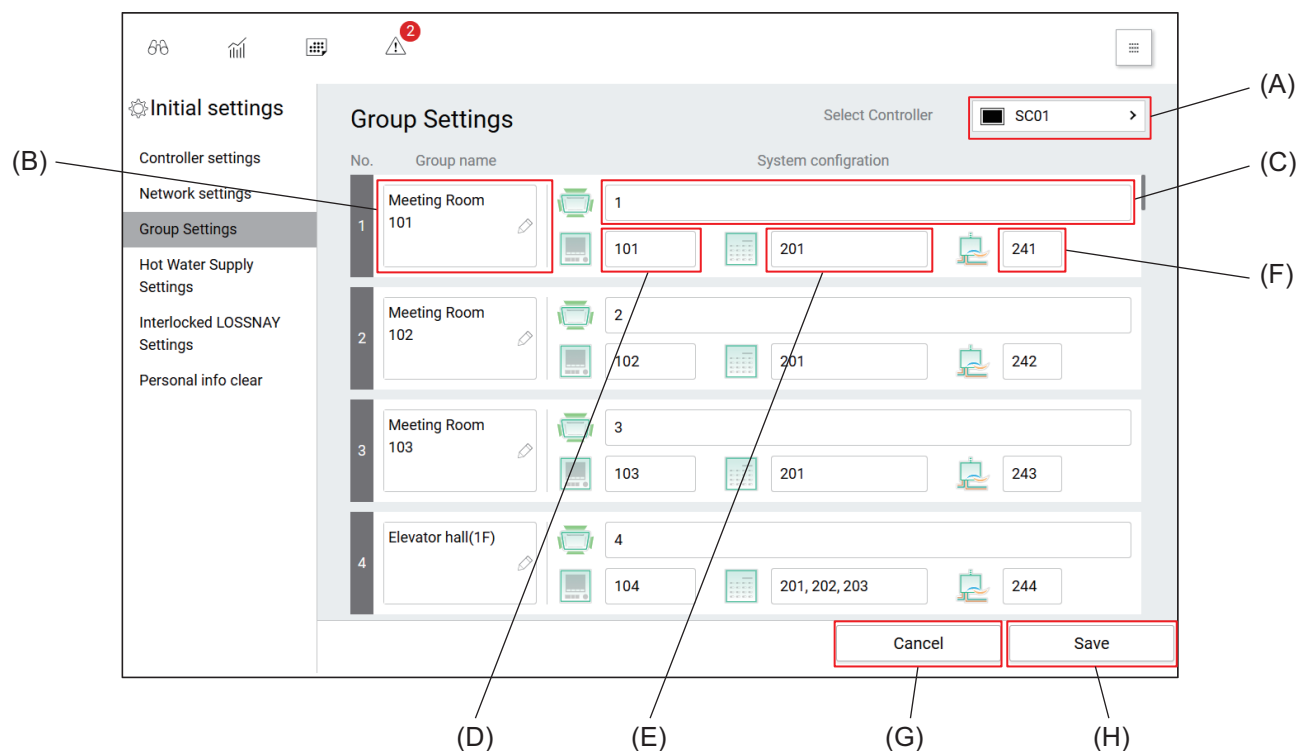 2
(A)
Initial settings
Group Settings
Select Controller
SC01
(B)
Controller settings
Network settings
Group Settings
Hot Water Supply
Settings
Interlocked LOSSNAY
Settings
Personal info clear
No.
Group name
System configration
(C)
1
Meeting Room
101
1
101
201
241
(F)
2
Meeting Room
102
2
102
201
242
3
Meeting Room
103
3
103
201
243
4
Elevator hall(1F)
4
104
201, 202, 203
244
Cancel
Save
(D)
(E)
(G)
(H)